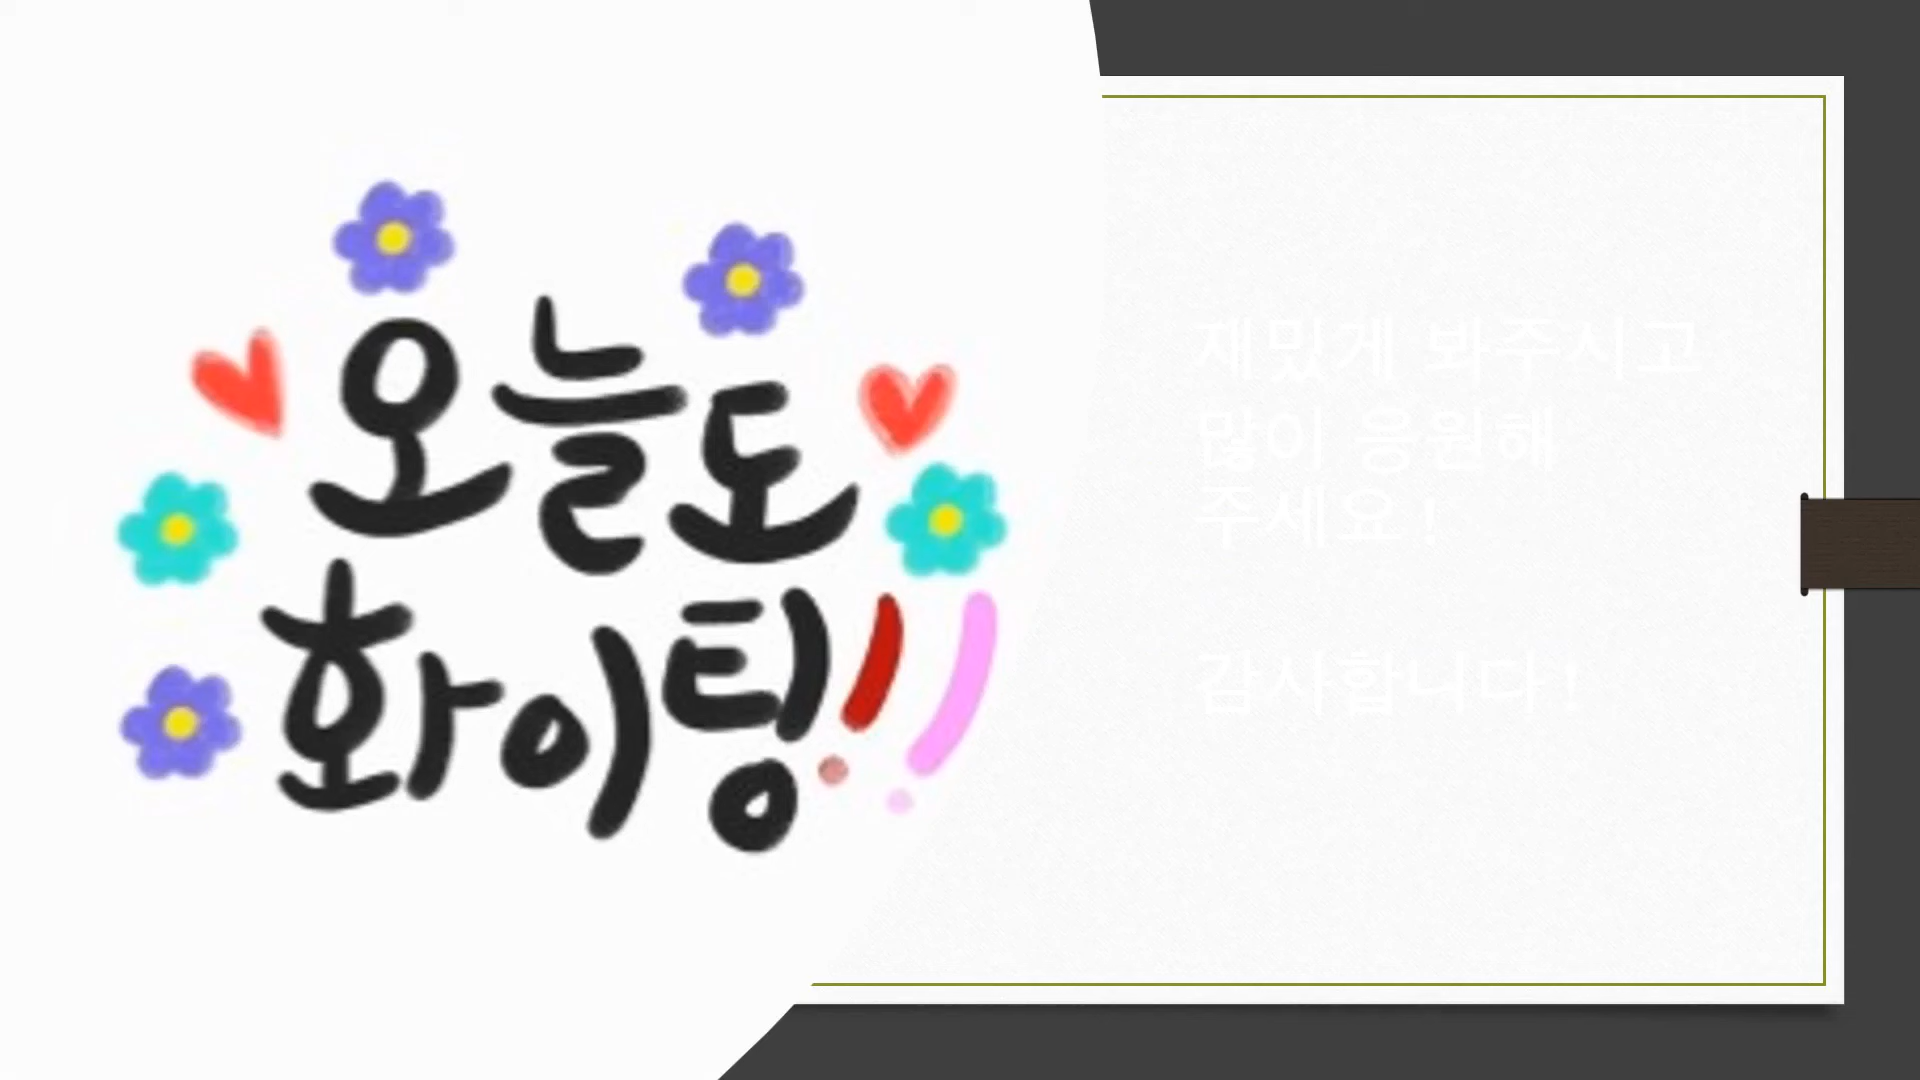 오늘도
화이팅!!
재밌게 봐주시고
많이 응원해
주세요!
감사합니다!